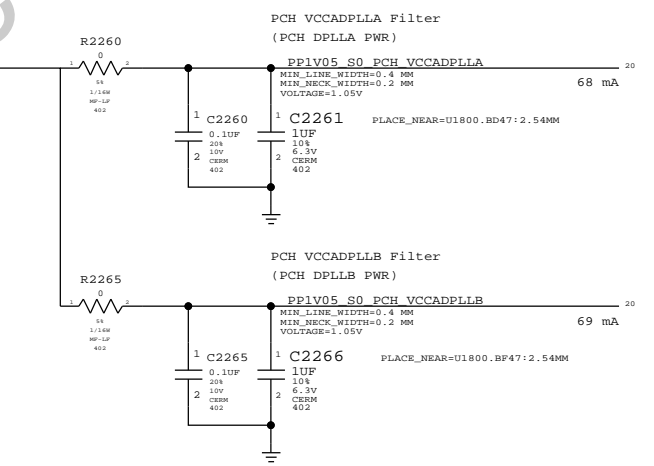 PCH VCCADPLLA Filter
(PCH DPLLA PWR)
R2260
0
1 2
5%
1/16W
MF-LF
402
PP1V05_S0_PCH_VCCADPLLA 20
MIN_LINE_WIDTH=0.4 MM
MIN_NECK_WIDTH=0.2 MM
VOLTAGE=1.05V
68 mA
1 C2260
0.1UF
20%
10V
2 CERM
402
1 C2261
1UF
10%
6.3V
2 CERM
402
PLACE_NEAR=U1800.BD47:2.54MM
PCH VCCADPLLB Filter
(PCH DPLLB PWR)
R2265
0
1 2
5%
1/16W
MF-LF
402
PP1V05_S0_PCH_VCCADPLLB 20
MIN_LINE_WIDTH=0.4 MM
MIN_NECK_WIDTH=0.2 MM
VOLTAGE=1.05V
69 mA
1 C2265
0.1UF
20%
10V
2 CERM
402
1 C2266
1UF
10%
6.3V
2 CERM
402
PLACE_NEAR=U1800.BF47:2.54MM